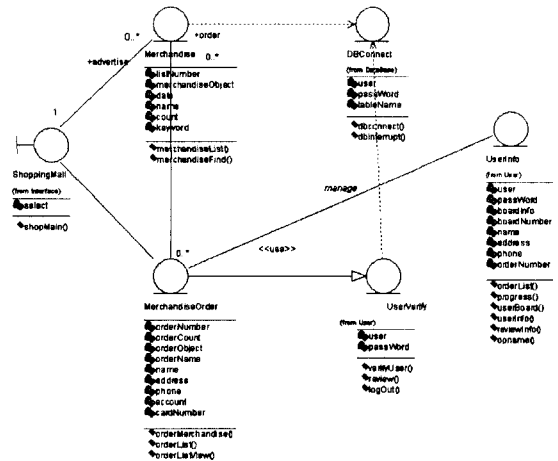 0..*
+order
Merchandise
0..*
listNumber
merchandiseObject
date
name
count
keyword
merchandiseList()
merchandiseFind()
DBConnect
(from Database)
user
passWord
tableName
dbconnect()
dbInterrupt()
+advertise
1
ShoppingMall
(from Interface)
select
shopMain()
UserInfo
(from User)
user
passWord
boardInfo
boardNumber
name
address
phone
orderNumber
orderList()
progress()
userBoard()
userInfo()
reviewInfo()
opname()
manage
<<use>>
0..*
MerchandiseOrder
orderNumber
orderCount
orderObject
orderName
name
address
phone
account
cardNumber
orderMerchandise()
orderList()
orderListView()
UserVerify
(from User)
user
passWord
verifyUser()
review()
logOut()